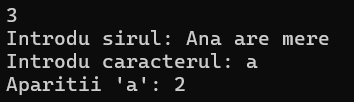 3
Introdu sirul: Ana are mere
Introdu caracterul: a
Aparitii 'a': 2